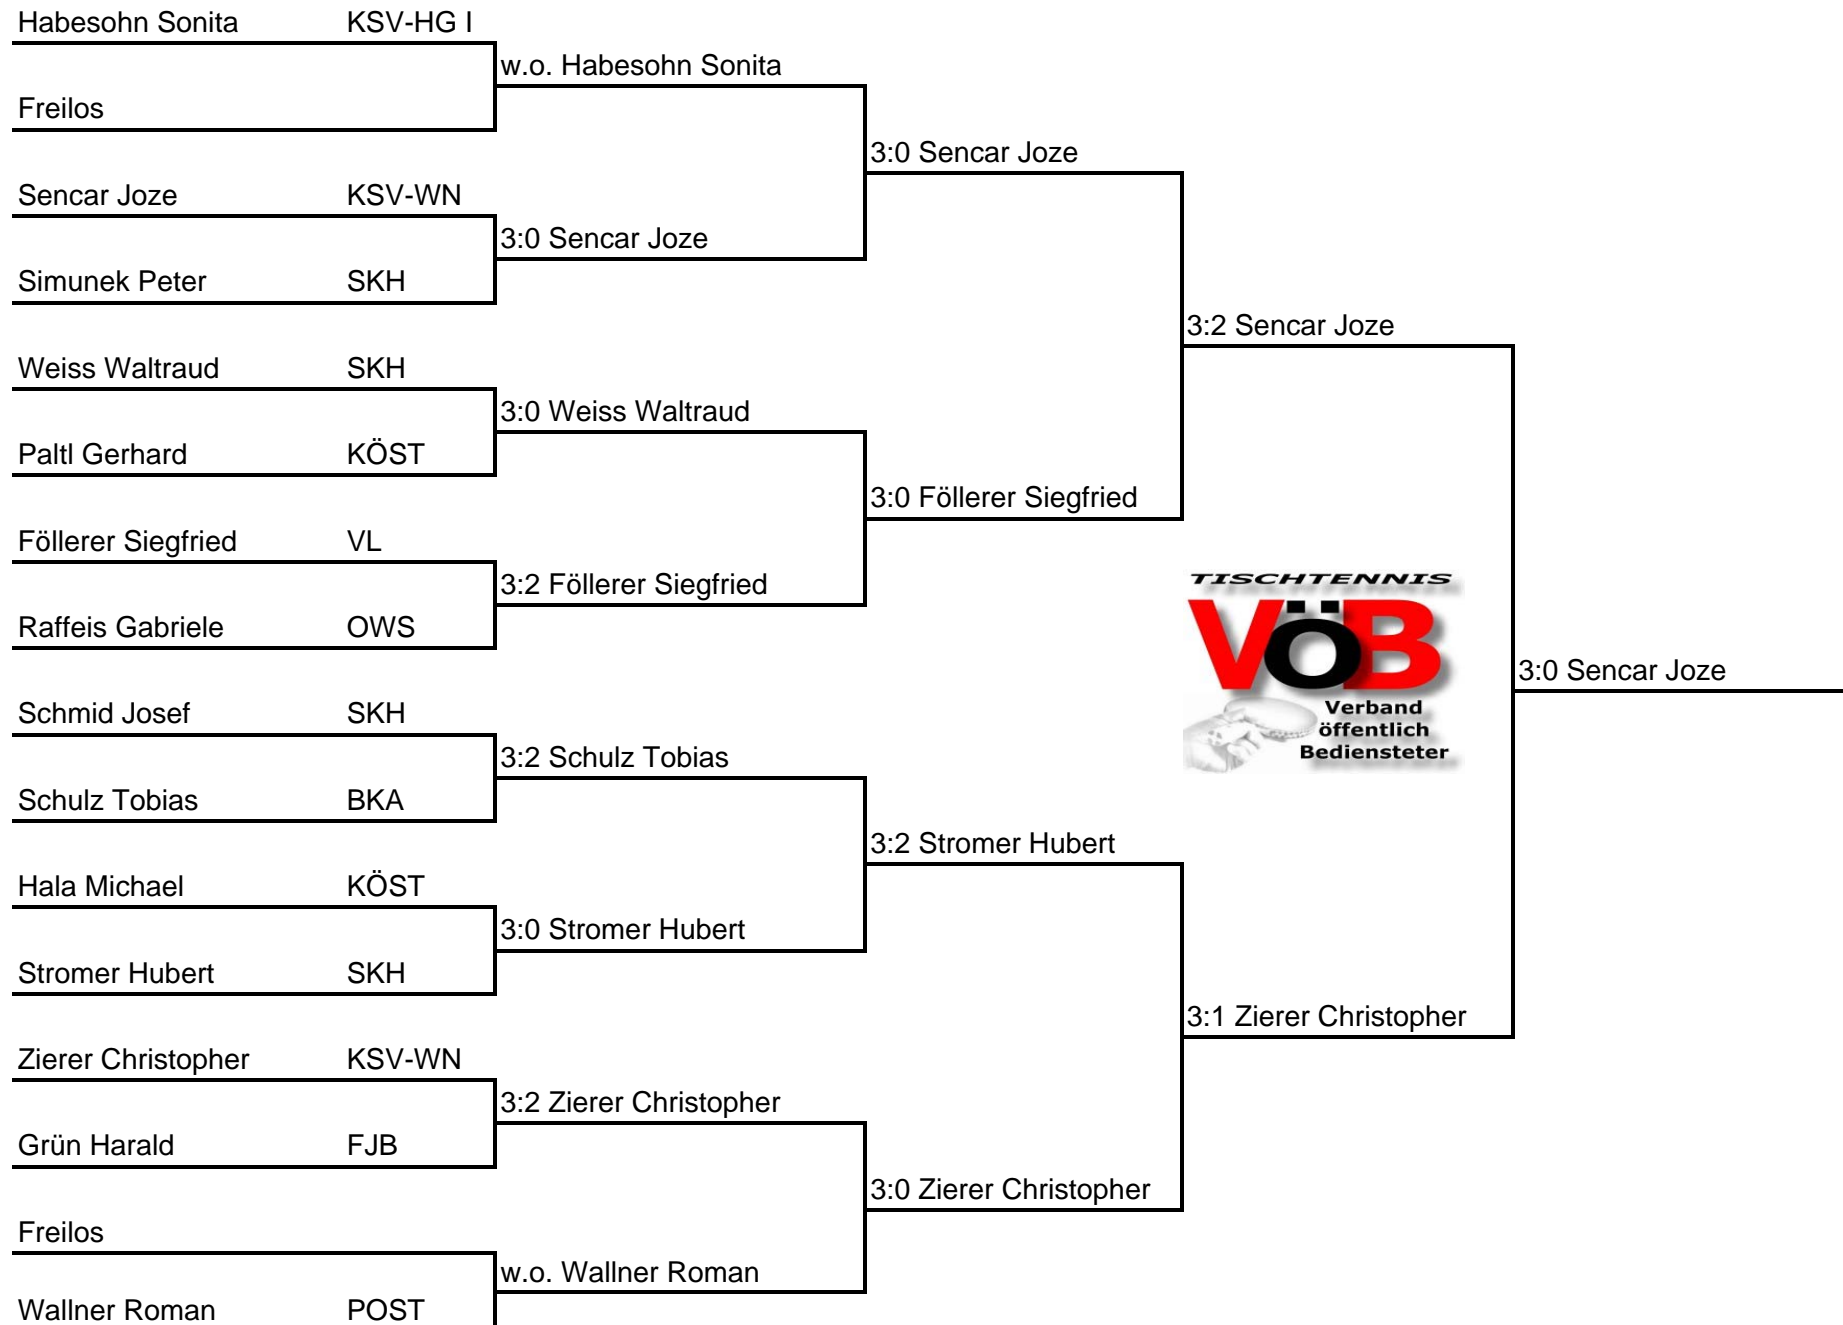 Habesohn Sonita KSV-HG I
w.o. Habesohn Sonita
Freilos
3:0 Sencar Joze
Sencar Joze KSV-WN
3:0 Sencar Joze
Simunek Peter SKH
3:2 Sencar Joze
Weiss Waltraud SKH
3:0 Weiss Waltraud
Paltl Gerhard KÖST
3:0 Föllerer Siegfried
Föllerer Siegfried VL
3:2 Föllerer Siegfried
Raffeis Gabriele OWS
TISCHTENNIS
VöB
Verband
öffentlich
Bediensteter
3:0 Sencar Joze
Schmid Josef SKH
3:2 Schulz Tobias
Schulz Tobias BKA
3:2 Stromer Hubert
Hala Michael KÖST
3:0 Stromer Hubert
Stromer Hubert SKH
3:1 Zierer Christopher
Zierer Christopher KSV-WN
3:2 Zierer Christopher
Grün Harald FJB
3:0 Zierer Christopher
Freilos
w.o. Wallner Roman
Wallner Roman POST